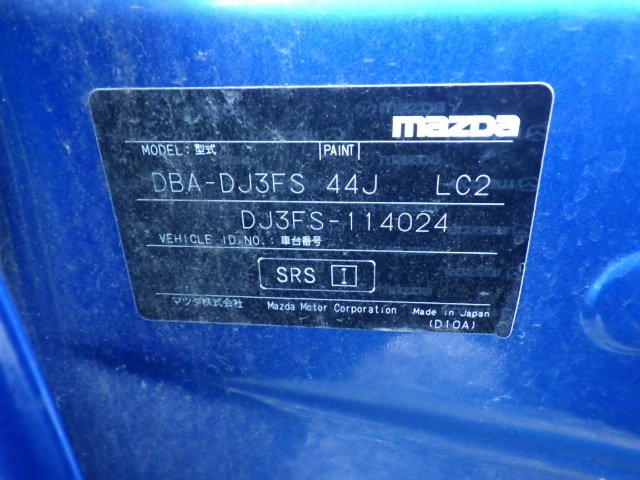 mazda
MODEL: 型式 PAINT
DBA-DJ3FS 44J LC2
DJ3FS-114024
VEHICLE ID.NO.: 車台番号
SRS I
マツダ株式会社 Mazda Motor Corporation Made in Japan
(D10A)